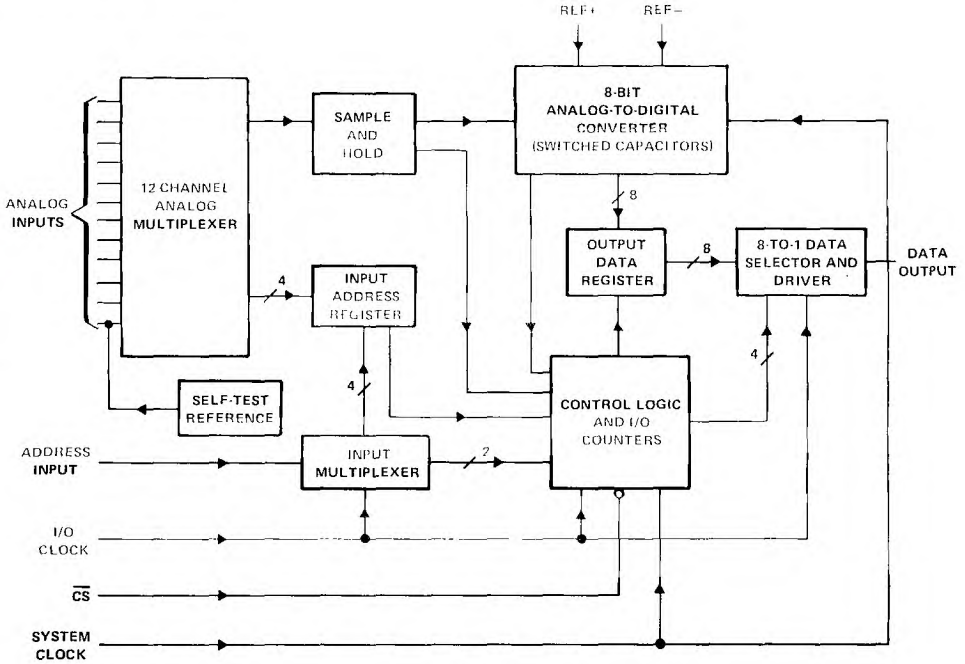 REF+
REF−
8-BIT
ANALOG-TO-DIGITAL
CONVERTER
(SWITCHED CAPACITORS)
SAMPLE
AND
HOLD
12 CHANNEL
ANALOG
MULTIPLEXER
ANALOG
INPUTS
8
OUTPUT
DATA
REGISTER
8
8-TO-1 DATA
SELECTOR AND
DRIVER
DATA
OUTPUT
4
INPUT
ADDRESS
REGISTER
4
4
SELF-TEST
REFERENCE
CONTROL LOGIC
AND I/O
COUNTERS
ADDRESS
INPUT
INPUT
MULTIPLEXER
2
I/O
CLOCK
C̅S̅
SYSTEM
CLOCK